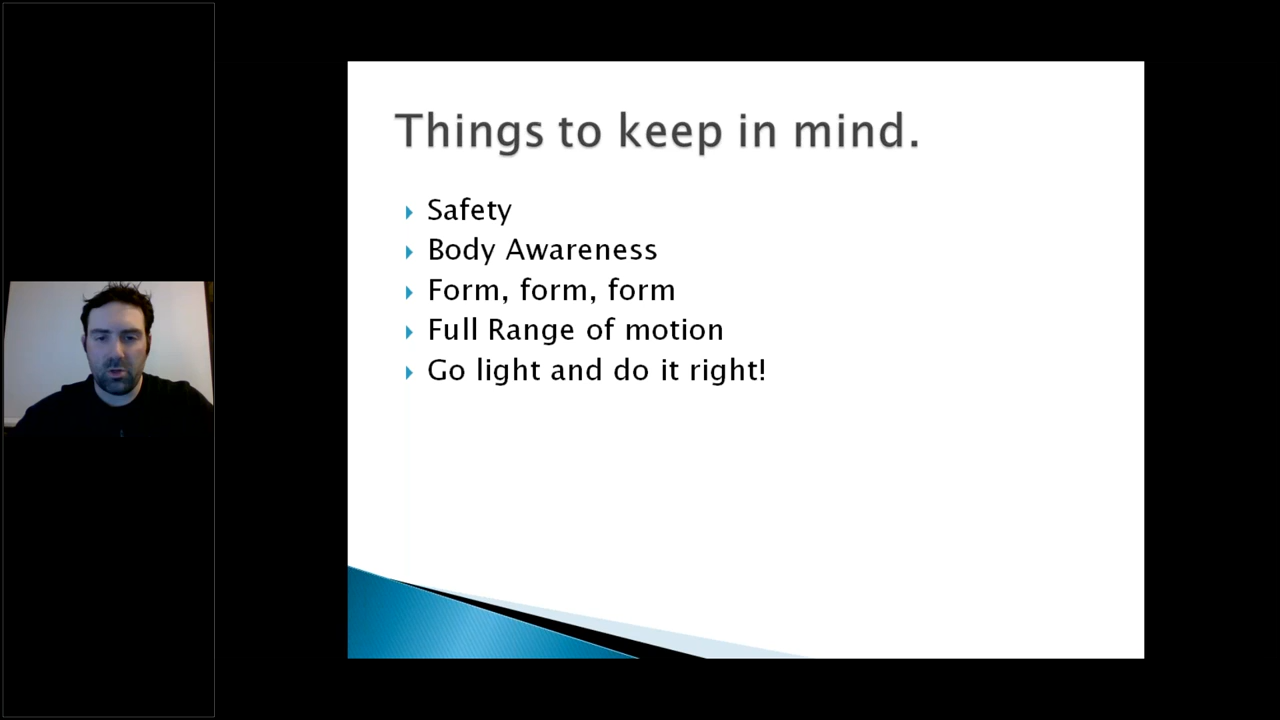 Things to keep in mind.
Safety
Body Awareness
Form, form, form
Full Range of motion
Go light and do it right!